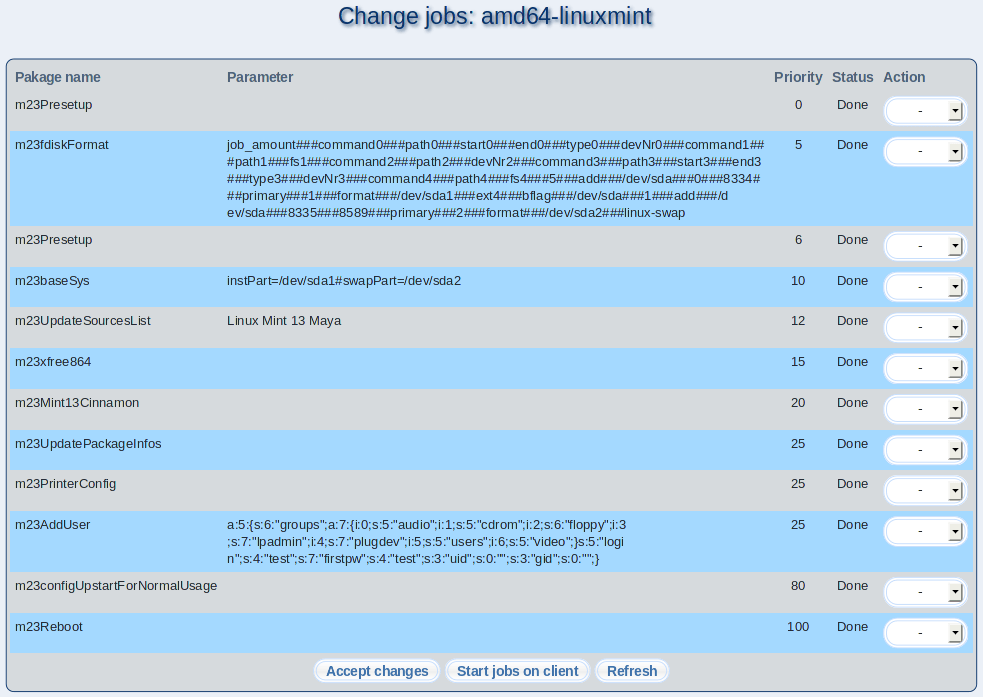 Change jobs: amd64-linuxmint
Pakage name Parameter Priority Status Action
m23Presetup 0 Done -
m23fdiskFormat job_amount###command0###path0###start0###end0###type0###devNr0###command1## 5 Done -
#path1###fs1###command2###path2###devNr2###command3###path3###start3###end3
###type3###devNr3###command4###path4###fs4###5###add###/dev/sda###0###8334#
##primary###1###format###/dev/sda1###ext4###bflag###/dev/sda###1###add###/d
ev/sda###8335###8589###primary###2###format###/dev/sda2###linux-swap
m23Presetup 6 Done -
m23baseSys instPart=/dev/sda1#swapPart=/dev/sda2 10 Done -
m23UpdateSourcesList Linux Mint 13 Maya 12 Done -
m23xfree864 15 Done -
m23Mint13Cinnamon 20 Done -
m23UpdatePackageInfos 25 Done -
m23PrinterConfig 25 Done -
m23AddUser a:5:{s:6:"groups";a:7:{i:0;s:5:"audio";i:1;s:5:"cdrom";i:2;s:6:"floppy";i:3 25 Done -
;s:7:"lpadmin";i:4;s:7:"plugdev";i:5;s:5:"users";i:6;s:5:"video";}s:5:"logi
n";s:4:"test";s:7:"firstpw";s:4:"test";s:3:"uid";s:0:"";s:3:"gid";s:0:"";}
m23configUpstartForNormalUsage 80 Done -
m23Reboot 100 Done -
Accept changes Start jobs on client Refresh